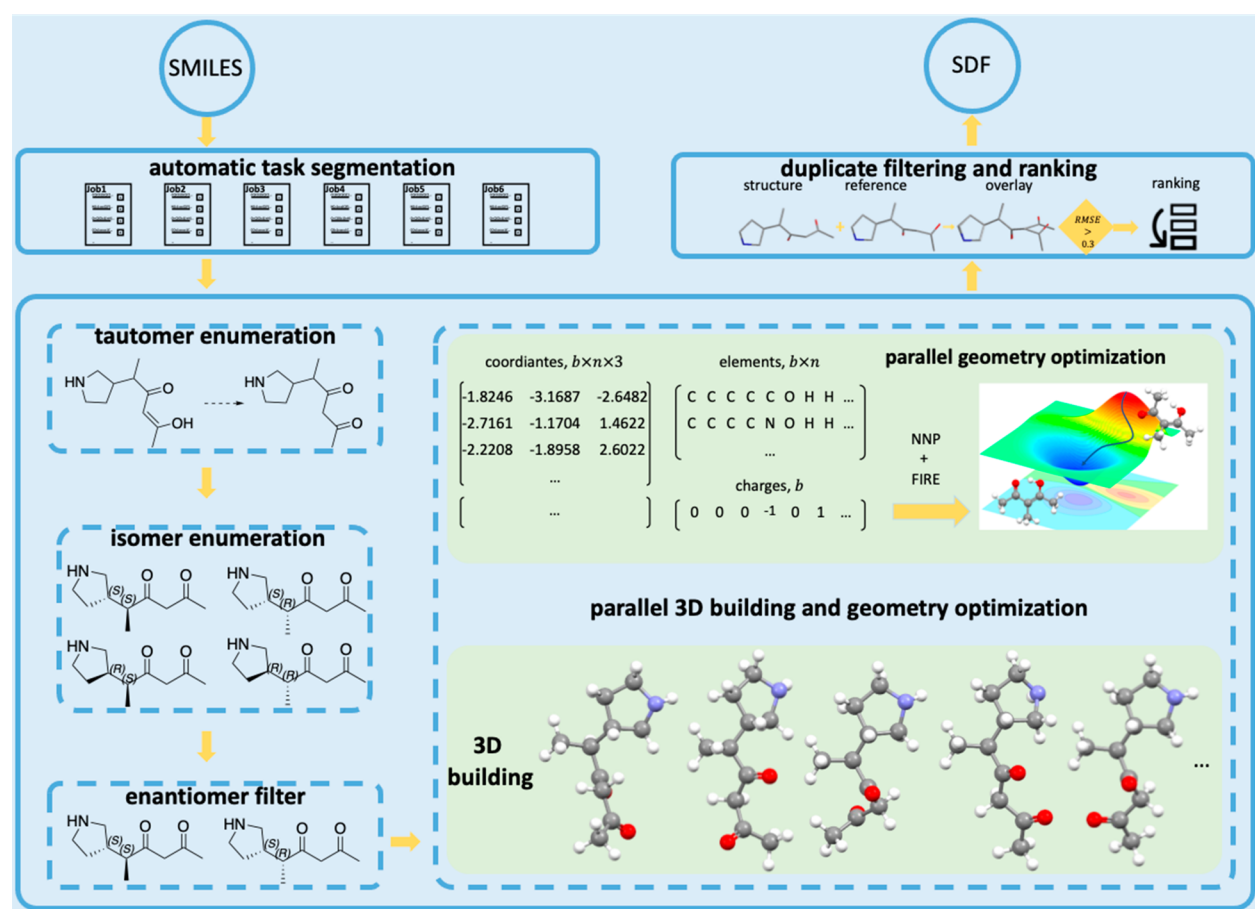 SMILES
SDF
automatic task segmentation
Job1 Job2 Job3 Job4 Job5 Job6
duplicate filtering and ranking
structure reference overlay ranking
+
RMSE
>
0.3
tautomer enumeration
HN O OH
HN O O
isomer enumeration
HN (S) (S) O O
HN (S) (R) O O
HN (R) (S) O O
HN (R) (R) O O
enantiomer filter
HN (S) (S) O O
HN (S) (R) O O
coordiantes, b×n×3
-1.8246 -3.1687 -2.6482
-2.7161 -1.1704 1.4622
-2.2208 -1.8958 2.6022
...
...
elements, b×n
C C C C C O H H ...
C C C C N O H H ...
...
charges, b
0 0 0 -1 0 1 ...
parallel geometry optimization
NNP
+
FIRE
parallel 3D building and geometry optimization
3D
building
...